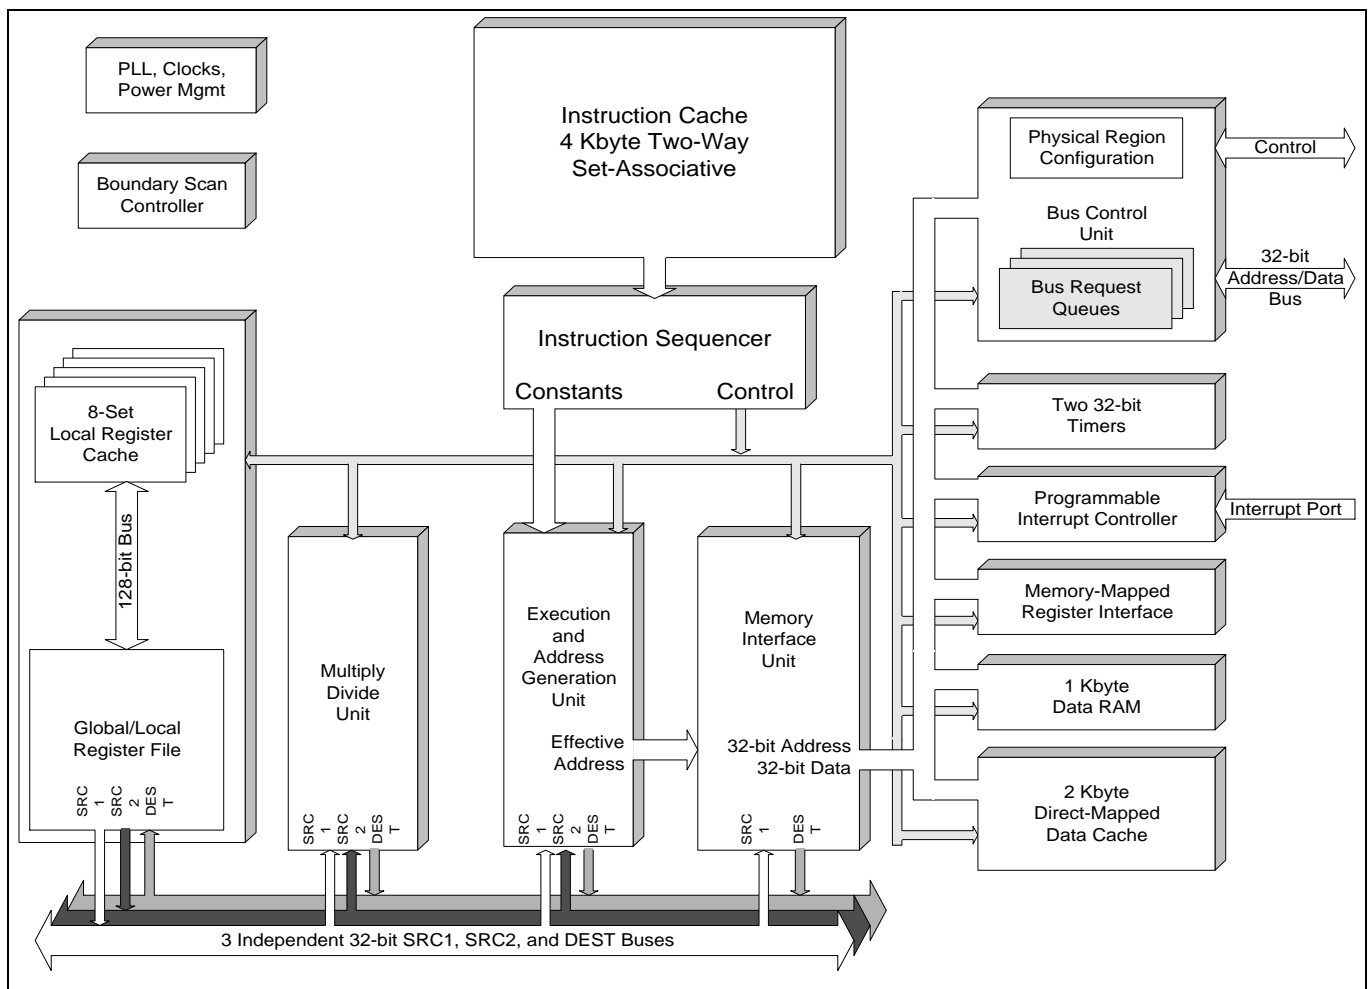 PLL, Clocks,
Power Mgmt
Boundary Scan
Controller
Instruction Cache
4 Kbyte Two-Way
Set-Associative
Instruction Sequencer
Constants
Control
Physical Region
Configuration
Bus Control
Unit
Bus Request
Queues
Control
32-bit
Address/Data
Bus
8-Set
Local Register
Cache
128-bit Bus
Global/Local
Register File
SRC
1
SRC
2
DES
T
Multiply
Divide
Unit
SRC
1
SRC
2
DES
T
Execution
and
Address
Generation
Unit
Effective
Address
SRC
1
SRC
2
DES
T
Memory
Interface
Unit
32-bit Address
32-bit Data
SRC
1
DES
T
Two 32-bit
Timers
Programmable
Interrupt Controller
Interrupt Port
Memory-Mapped
Register Interface
1 Kbyte
Data RAM
2 Kbyte
Direct-Mapped
Data Cache
3 Independent 32-bit SRC1, SRC2, and DEST Buses